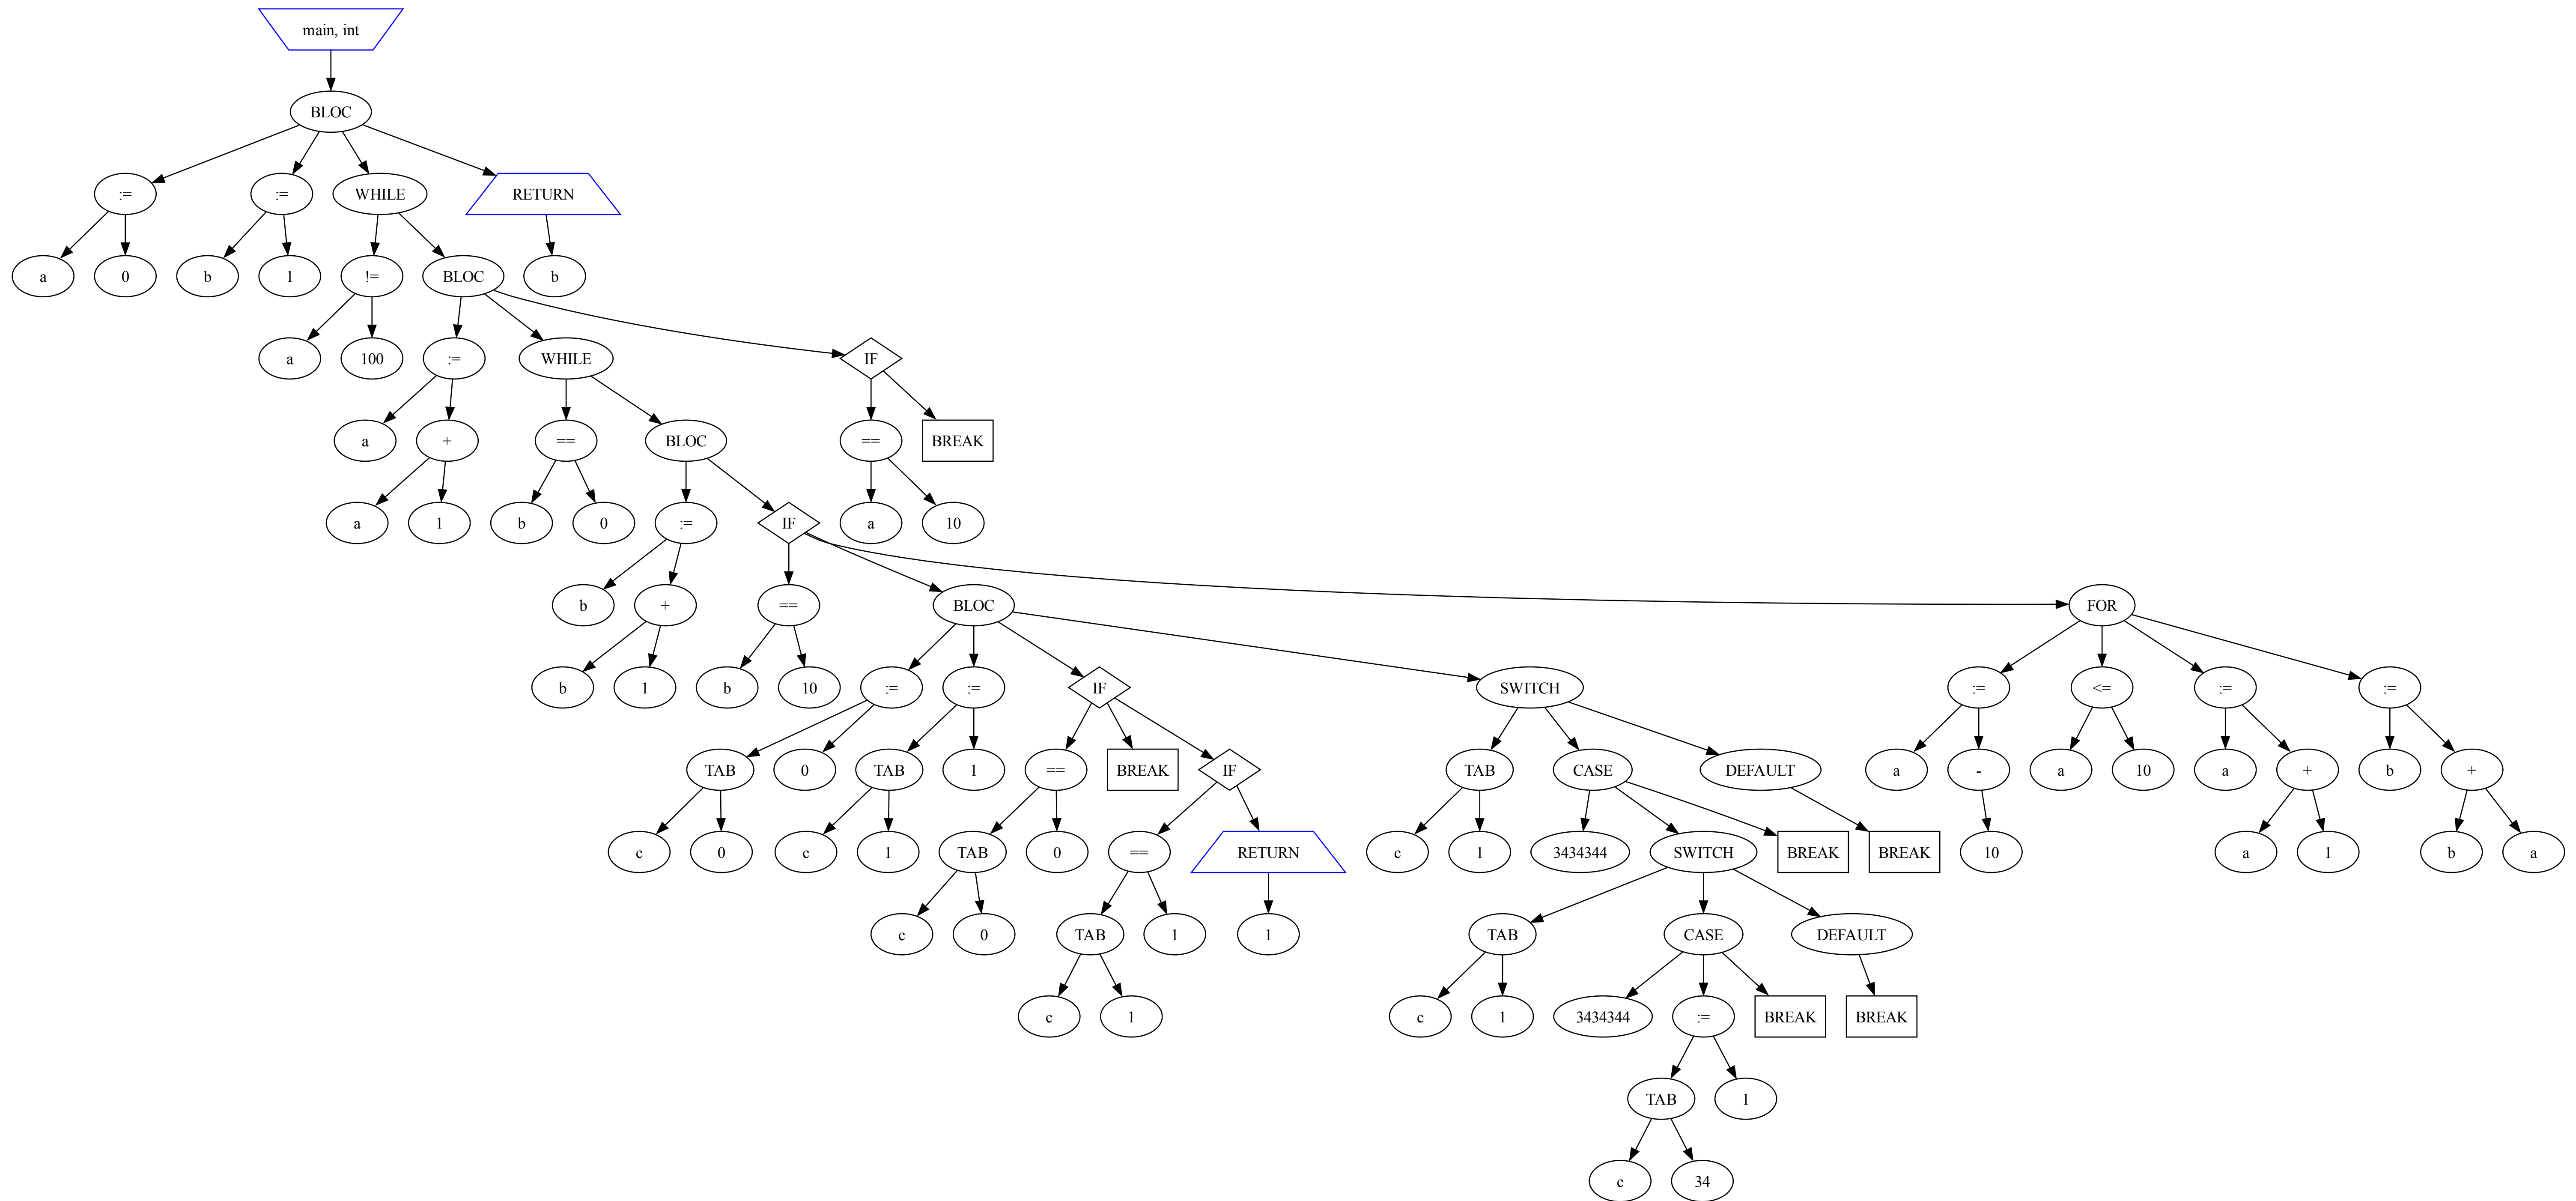 main, int
BLOC
:= := WHILE RETURN
a 0 b 1 != BLOC b
a 100 := WHILE IF
a + == BLOC == BREAK
a 1 b 0 := IF a 10
b + == BLOC FOR
b 1 b 10 := := IF SWITCH := <= := :=
TAB 0 TAB 1 == BREAK IF TAB CASE DEFAULT a - a 10 a + b +
c 0 c 1 TAB 0 == RETURN c 1 3434344 SWITCH BREAK BREAK 10 a 1 b a
c 0 TAB 1 1 TAB CASE DEFAULT
c 1 c 1 3434344 := BREAK BREAK
TAB 1
c 34